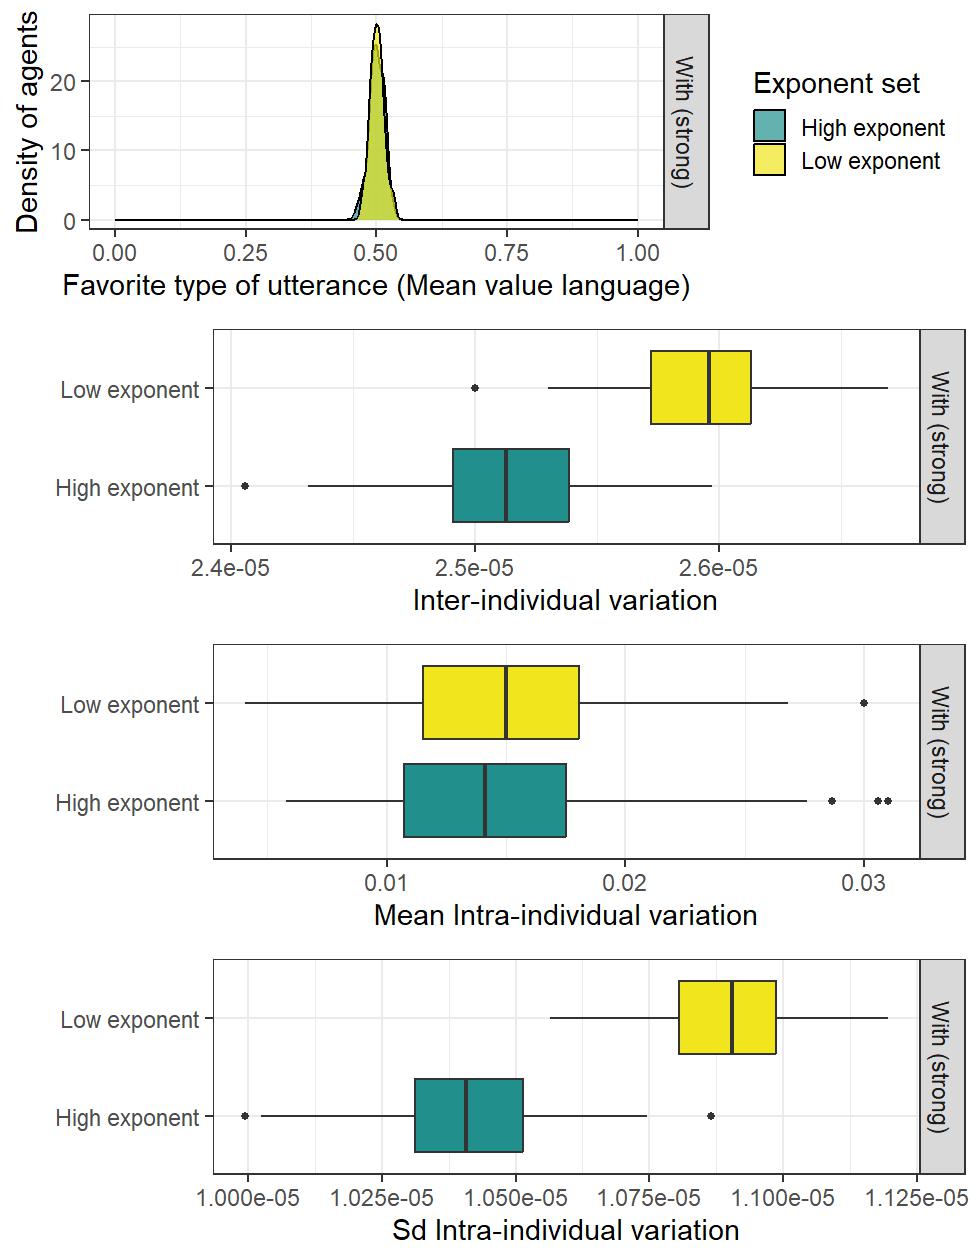 Density of agents
20
10
0
With (strong)
0.00 0.25 0.50 0.75 1.00
Favorite type of utterance (Mean value language)
Exponent set
High exponent
Low exponent
Low exponent
High exponent
With (strong)
2.4e-05 2.5e-05 2.6e-05
Inter-individual variation
Low exponent
High exponent
With (strong)
0.01 0.02 0.03
Mean Intra-individual variation
Low exponent
High exponent
With (strong)
1.000e-05 1.025e-05 1.050e-05 1.075e-05 1.100e-05 1.125e-05
Sd Intra-individual variation